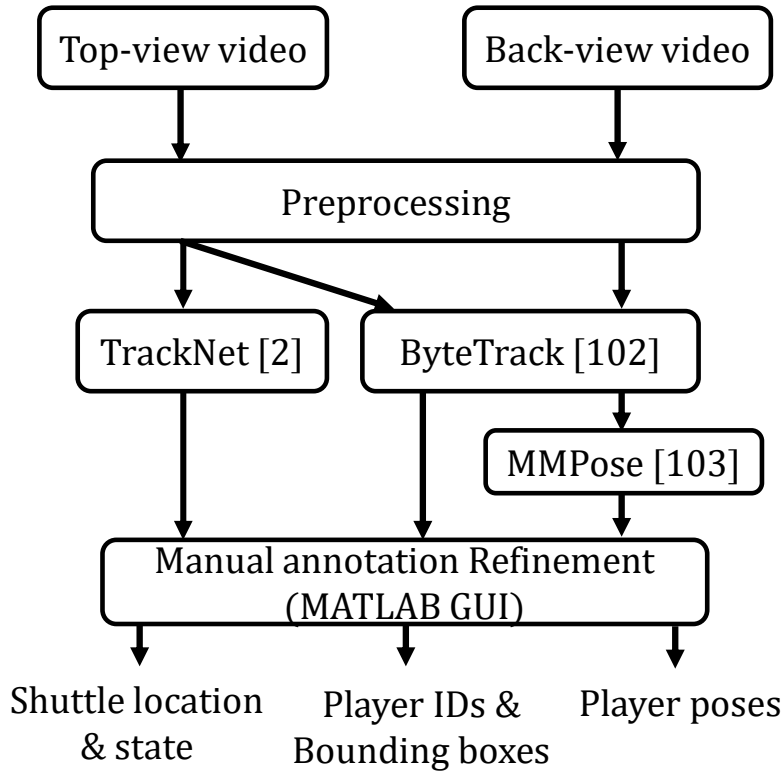 Top-view video
Back-view video
Preprocessing
TrackNet [2]
ByteTrack [102]
MMPose [103]
Manual annotation Refinement
(MATLAB GUI)
Shuttle location
& state
Player IDs &
Bounding boxes
Player poses